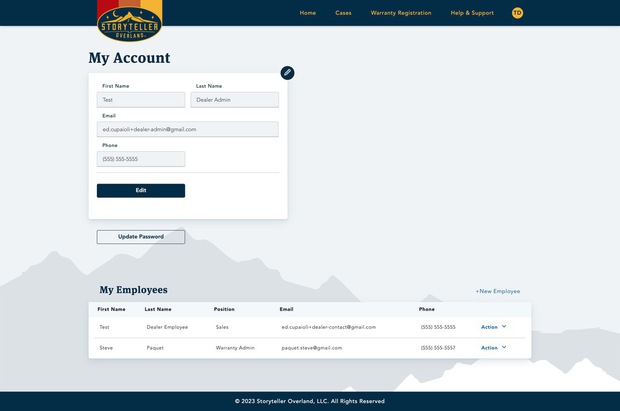 STORYTELLER
OVERLAND
Home Cases Warranty Registration Help & Support TD
My Account
First Name Last Name
Test Dealer Admin
Email
ed.cupaioli+dealer-admin@gmail.com
Phone
(555) 555-5555
Edit
Update Password
My Employees
+New Employee
First Name Last Name Position Email Phone
Test Dealer Employee Sales ed.cupaioli+dealer-contact@gmail.com (555) 555-5555 Action
Steve Paquet Warranty Admin paquet.steve@gmail.com (555) 555-5557 Action
© 2023 Storyteller Overland, LLC. All Rights Reserved